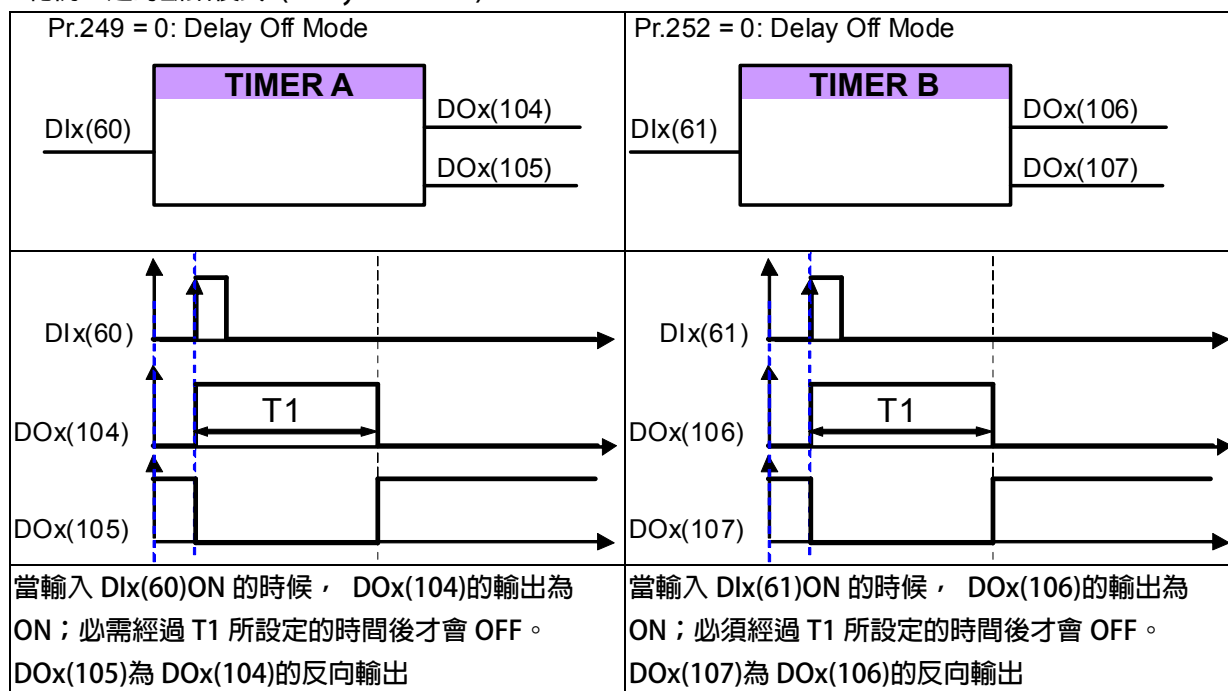 Pr.249 = 0: Delay Off Mode
TIMER A
DIx(60)
DOx(104)
DOx(105)
Pr.252 = 0: Delay Off Mode
TIMER B
DIx(61)
DOx(106)
DOx(107)
DIx(60)
DOx(104)
T1
DOx(105)
DIx(61)
DOx(106)
T1
DOx(107)
當輸入 DIx(60)ON 的時候， DOx(104)的輸出為
ON；必需經過 T1 所設定的時間後才會 OFF。
DOx(105)為 DOx(104)的反向輸出
當輸入 DIx(61)ON 的時候， DOx(106)的輸出為
ON；必須經過 T1 所設定的時間後才會 OFF。
DOx(107)為 DOx(106)的反向輸出